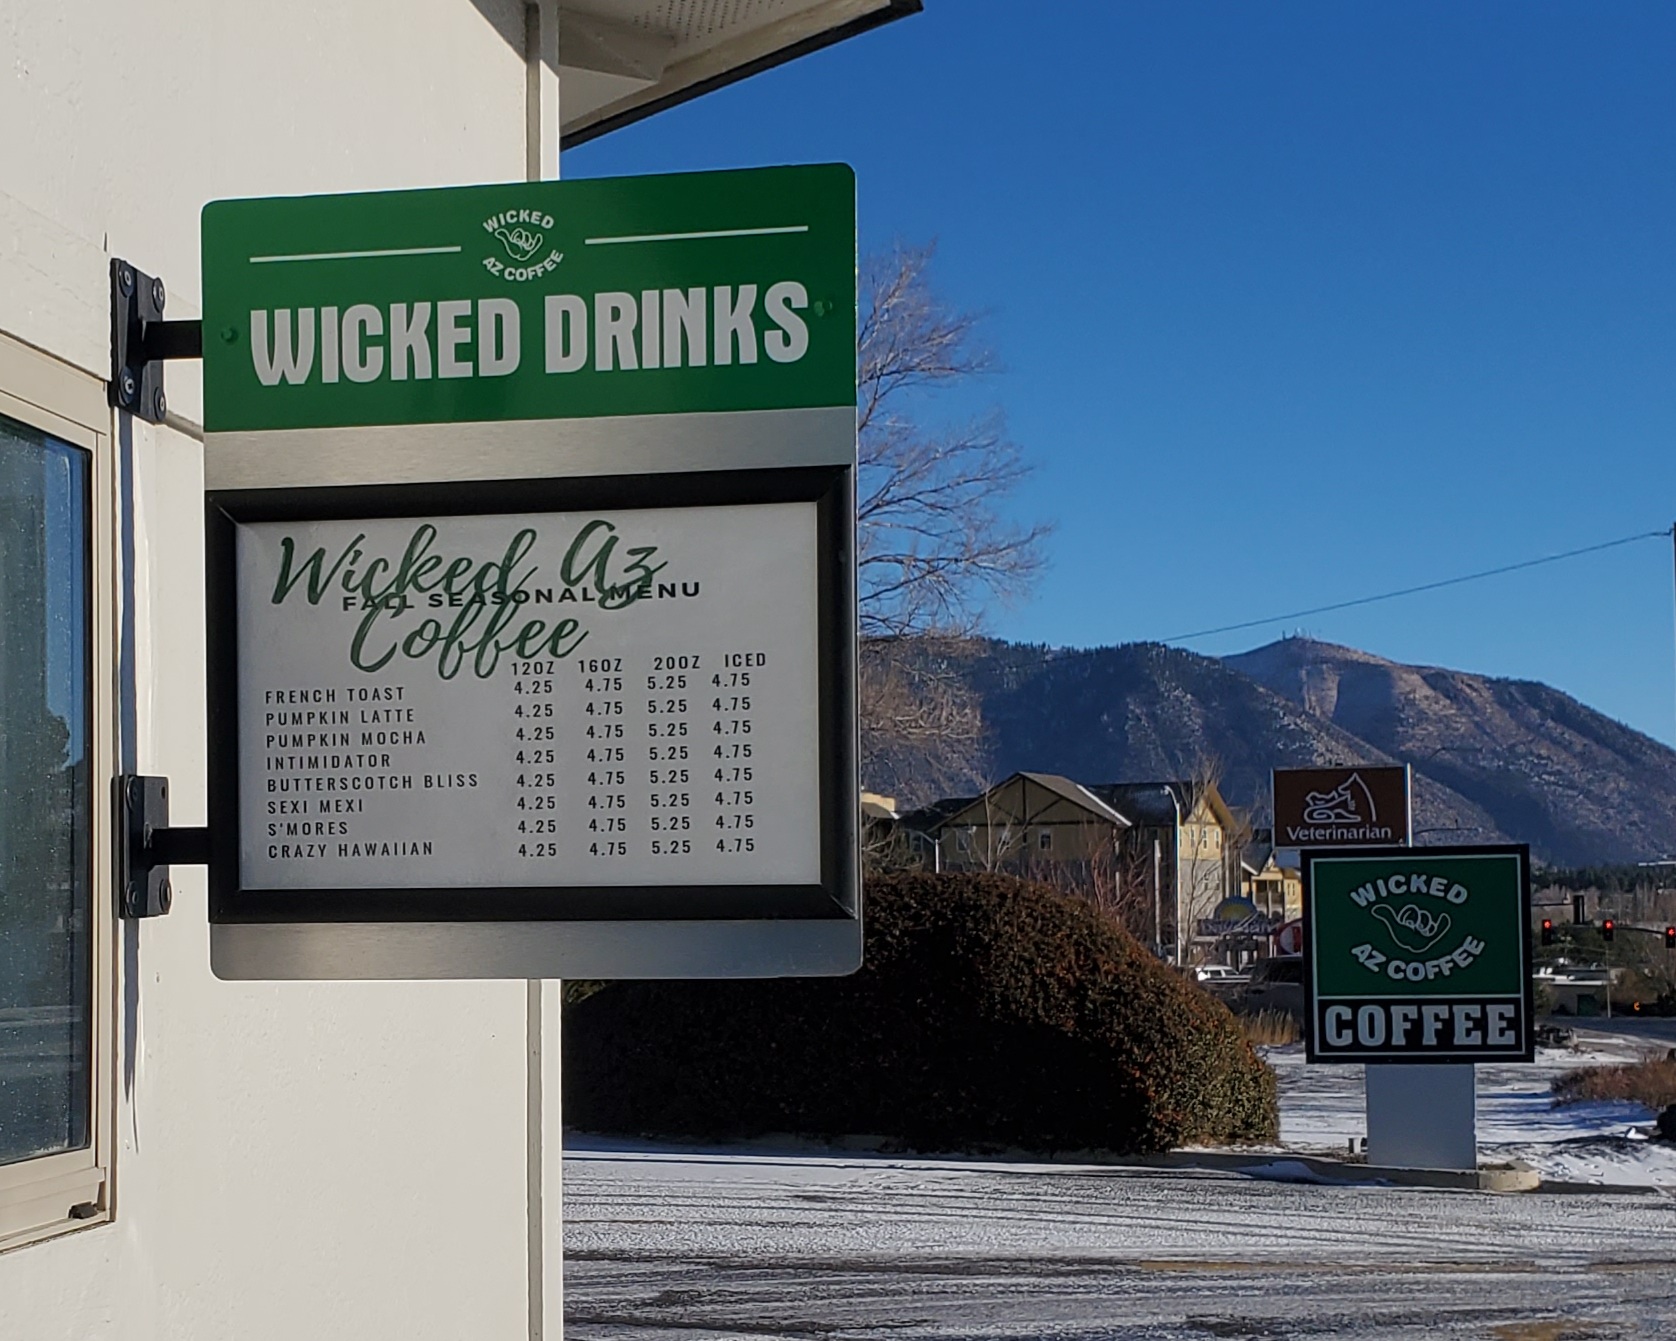 WICKED
AZ COFFEE
WICKED DRINKS
Wicked Az
FALL SEASONAL MENU
Coffee
12OZ 16OZ 20OZ ICED
FRENCH TOAST 4.25 4.75 5.25 4.75
PUMPKIN LATTE 4.25 4.75 5.25 4.75
PUMPKIN MOCHA 4.25 4.75 5.25 4.75
INTIMIDATOR 4.25 4.75 5.25 4.75
BUTTERSCOTCH BLISS 4.25 4.75 5.25 4.75
SEXI MEXI 4.25 4.75 5.25 4.75
S'MORES 4.25 4.75 5.25 4.75
CRAZY HAWAIIAN 4.25 4.75 5.25 4.75
Veterinarian
WICKED
AZ COFFEE
COFFEE